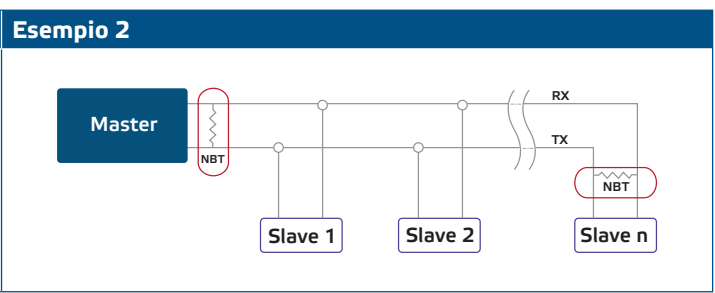 Esempio 2
RX
Master
TX
NBT
NBT
Slave 1
Slave 2
Slave n